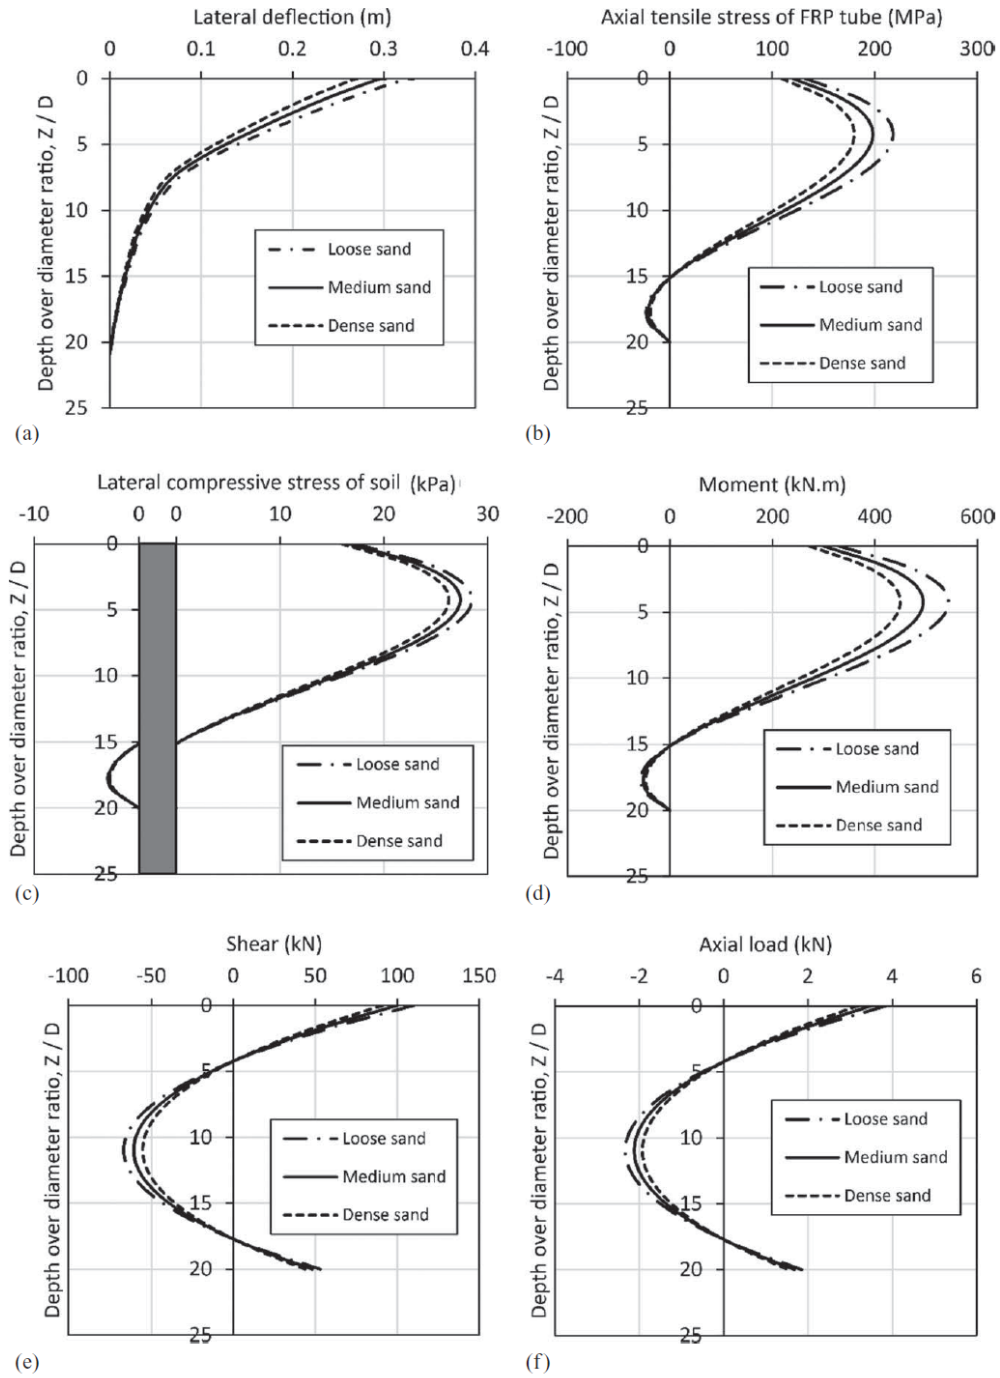 Lateral deflection (m)
0 0.1 0.2 0.3 0.4
0
5
10
15
20
25
Depth over diameter ratio, Z / D
Loose sand
Medium sand
Dense sand
(a)
Axial tensile stress of FRP tube (MPa)
-100 0 100 200 300
0
5
10
15
20
25
Depth over diameter ratio, Z / D
Loose sand
Medium sand
Dense sand
(b)
Lateral compressive stress of soil (kPa)
-10 0 0 10 20 30
0
5
10
15
20
25
Depth over diameter ratio, Z / D
Loose sand
Medium sand
Dense sand
(c)
Moment (kN.m)
-200 0 200 400 600
0
5
10
15
20
25
Depth over diameter ratio, Z / D
Loose sand
Medium sand
Dense sand
(d)
Shear (kN)
-100 -50 0 50 100 150
0
5
10
15
20
25
Depth over diameter ratio, Z / D
Loose sand
Medium sand
Dense sand
(e)
Axial load (kN)
-4 -2 0 2 4 6
0
5
10
15
20
25
Depth over diameter ratio, Z / D
Loose sand
Medium sand
Dense sand
(f)